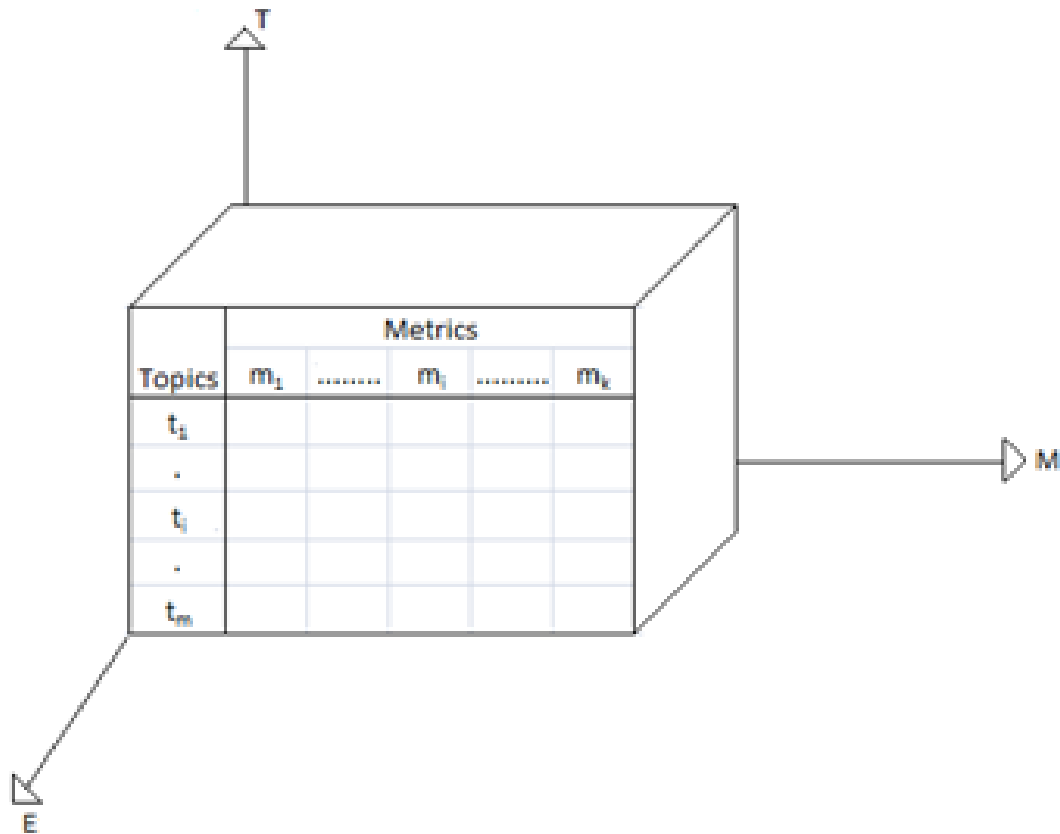 T
Metrics
Topics m₁ ........ mᵢ ......... mₖ
t₁
.
tᵢ
.
tₘ
M
E